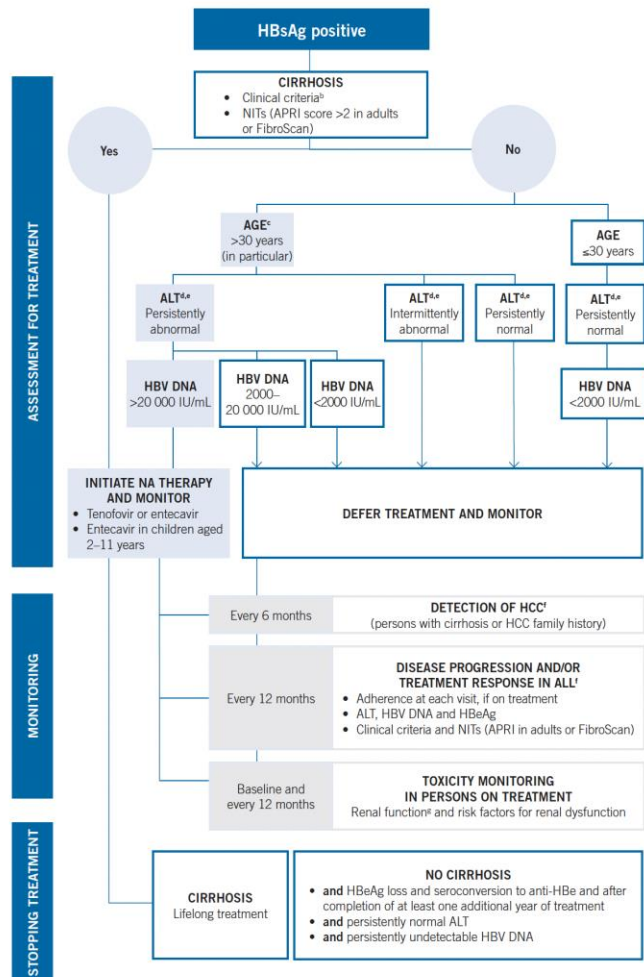 HBsAg positive
ASSESSMENT FOR TREATMENT
CIRRHOSIS
• Clinical criteriaᵇ
• NITs (APRI score >2 in adults
or FibroScan)
Yes
No
AGEᶜ
>30 years
(in particular)
AGE
≤30 years
ALTᵈ,ᵉ
Persistently
abnormal
ALTᵈ,ᵉ
Intermittently
abnormal
ALTᵈ,ᵉ
Persistently
normal
ALTᵈ,ᵉ
Persistently
normal
HBV DNA
>20 000 IU/mL
HBV DNA
2000–
20 000 IU/mL
HBV DNA
<2000 IU/mL
HBV DNA
<2000 IU/mL
INITIATE NA THERAPY
AND MONITOR
• Tenofovir or entecavir
• Entecavir in children aged
2–11 years
DEFER TREATMENT AND MONITOR
MONITORING
Every 6 months
DETECTION OF HCCᶠ
(persons with cirrhosis or HCC family history)
Every 12 months
DISEASE PROGRESSION AND/OR
TREATMENT RESPONSE IN ALLᶠ
• Adherence at each visit, if on treatment
• ALT, HBV DNA and HBeAg
• Clinical criteria and NITs (APRI in adults or FibroScan)
Baseline and
every 12 months
TOXICITY MONITORING
IN PERSONS ON TREATMENT
Renal functionᵍ and risk factors for renal dysfunction
STOPPING TREATMENT
CIRRHOSIS
Lifelong treatment
NO CIRRHOSIS
• and HBeAg loss and seroconversion to anti-HBe and after
completion of at least one additional year of treatment
• and persistently normal ALT
• and persistently undetectable HBV DNA